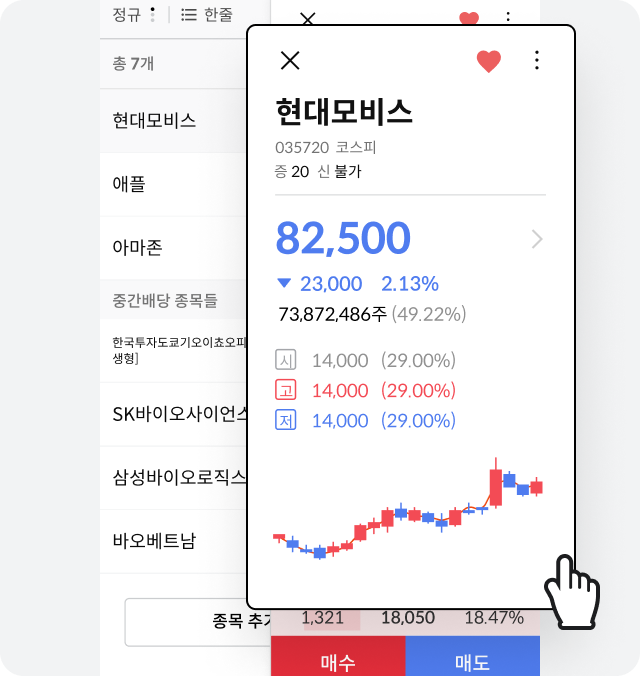 정규 한줄
총 7개
현대모비스
애플
아마존
중간배당 종목들
한국투자도쿄기오이쵸오피
생형]
SK바이오사이언스
삼성바이오로직스
바오베트남
종목 추가
현대모비스
035720 코스피
증 20 신 불가
82,500
▼ 23,000 2.13%
73,872,486주 (49.22%)
시 14,000 (29.00%)
고 14,000 (29.00%)
저 14,000 (29.00%)
1,321 18,050 18.47%
매수 매도